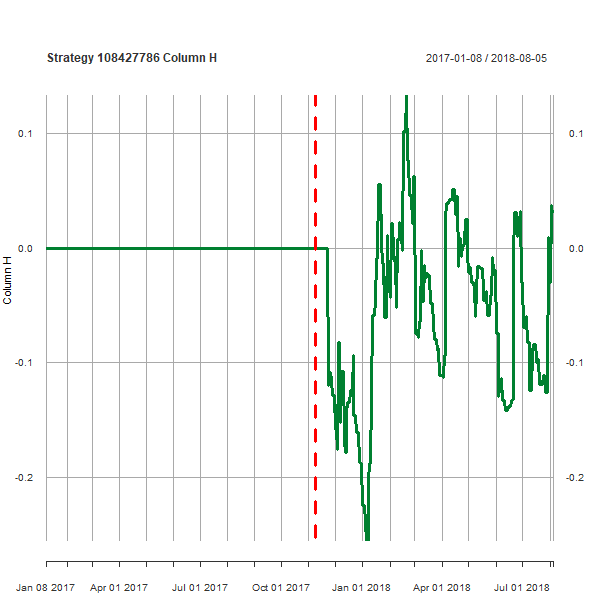 Strategy 108427786 Column H
2017-01-08 / 2018-08-05
0.1
0.1
0.0
0.0
-0.1
-0.1
-0.2
-0.2
Column H
Jan 08 2017
Apr 01 2017
Jul 01 2017
Oct 01 2017
Jan 01 2018
Apr 01 2018
Jul 01 2018